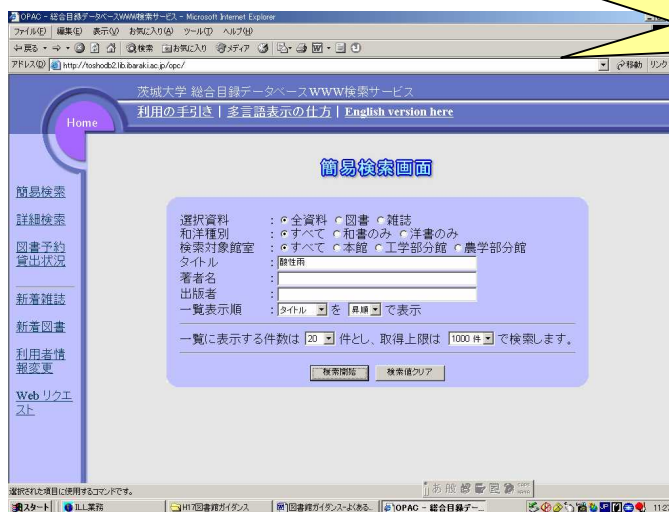 OPAC - 総合目録データベースWWW検索サービス - Microsoft Internet Explorer
ファイル(F) 編集(E) 表示(V) お気に入り(A) ツール(T) ヘルプ(H)
戻る 検索 お気に入り メディア
アドレス(D) http://toshodb2.lib.ibaraki.ac.jp/opc/ 移動 リンク
茨城大学 総合目録データベースWWW検索サービス
利用の手引き | 多言語表示の仕方 | English version here
Home
簡易検索画面
簡易検索
詳細検索
図書予約
貸出状況
新着雑誌
新着図書
利用者情
報変更
Web リクエ
スト
選択資料 : 全資料 図書 雑誌
和洋種別 : すべて 和書のみ 洋書のみ
検索対象館室 : すべて 本館 工学部分館 農学部分館
タイトル : 酸性雨
著者名 :
出版者 :
一覧表示順 : タイトル を 昇順 で表示
一覧に表示する件数は 20 件とし、取得上限は 1000 件 で検索します。
検索開始 検索値クリア
あ 般
選択された項目に使用するコマンドです。
スタート ILL業務 H17図書館ガイダンス 図書館ガイダンス-よくある... OPAC - 総合目録デー...